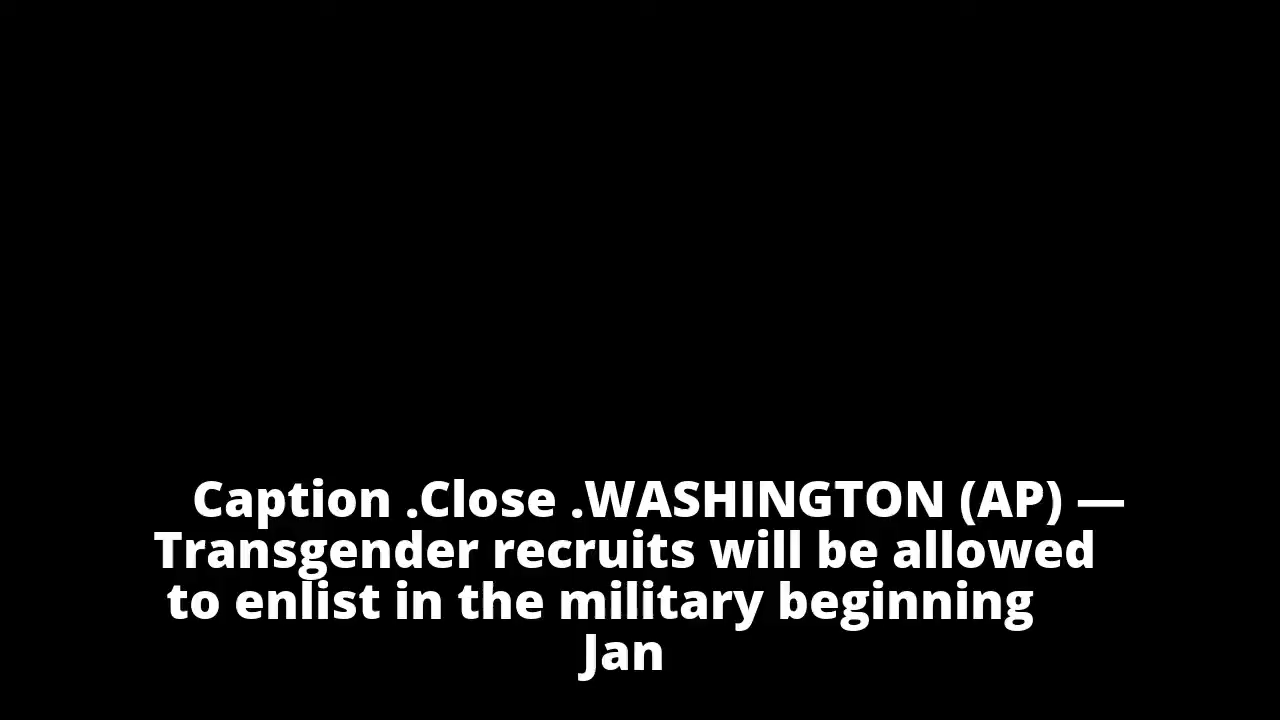 Caption .Close .WASHINGTON (AP) —
Transgender recruits will be allowed
to enlist in the military beginning
Jan